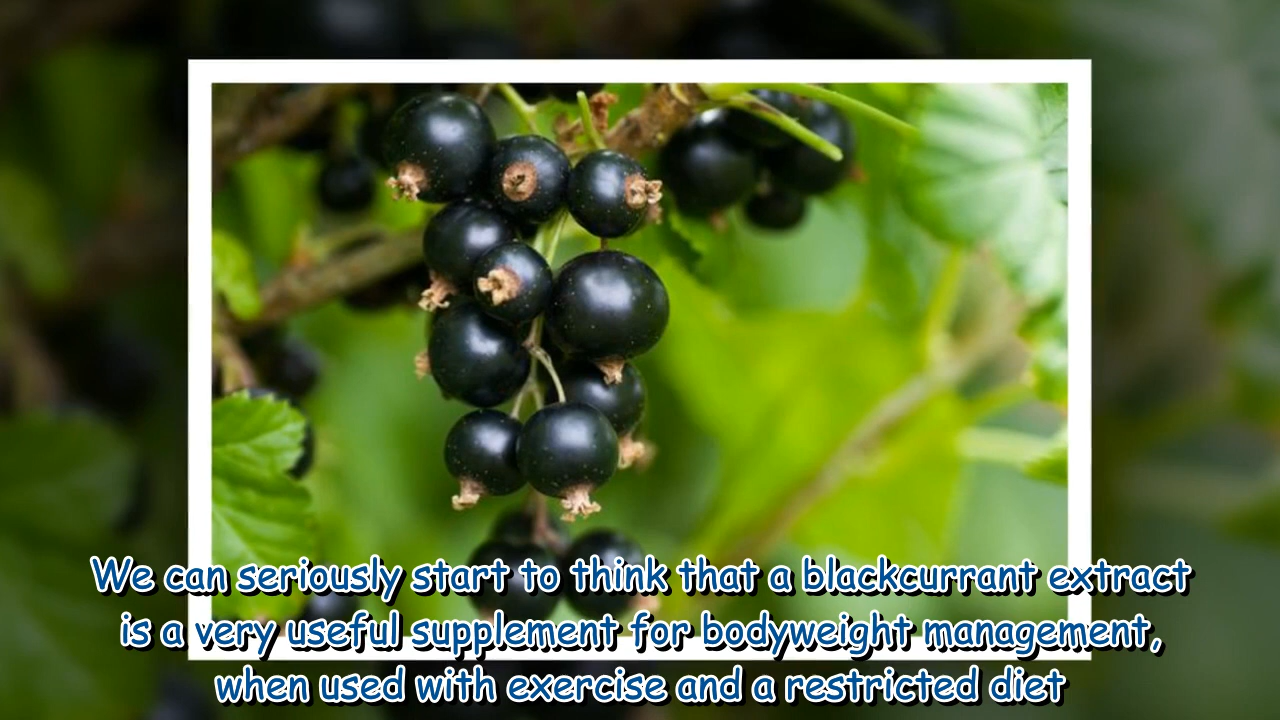 We can seriously start to think that a blackcurrant extract
is a very useful supplement for bodyweight management,
when used with exercise and a restricted diet